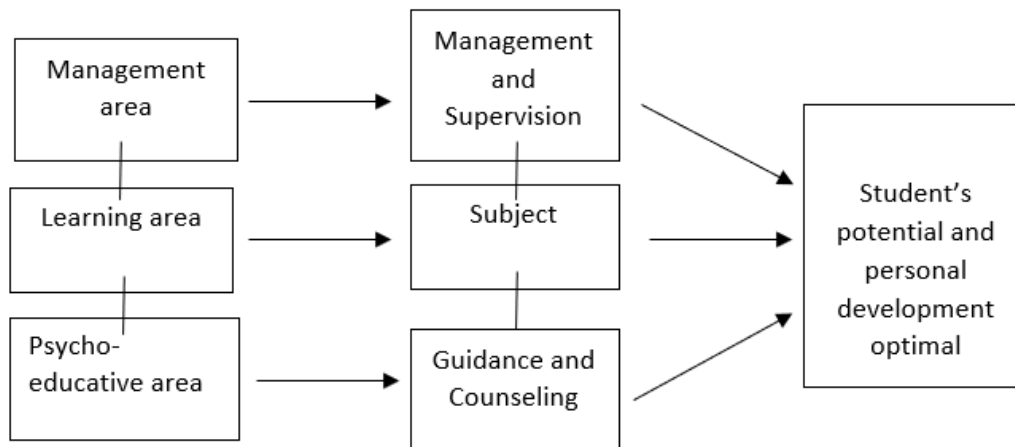 Management
area
Management
and
Supervision
Learning area
Subject
Student’s
potential and
personal
development
optimal
Psycho-
educative area
Guidance and
Counseling